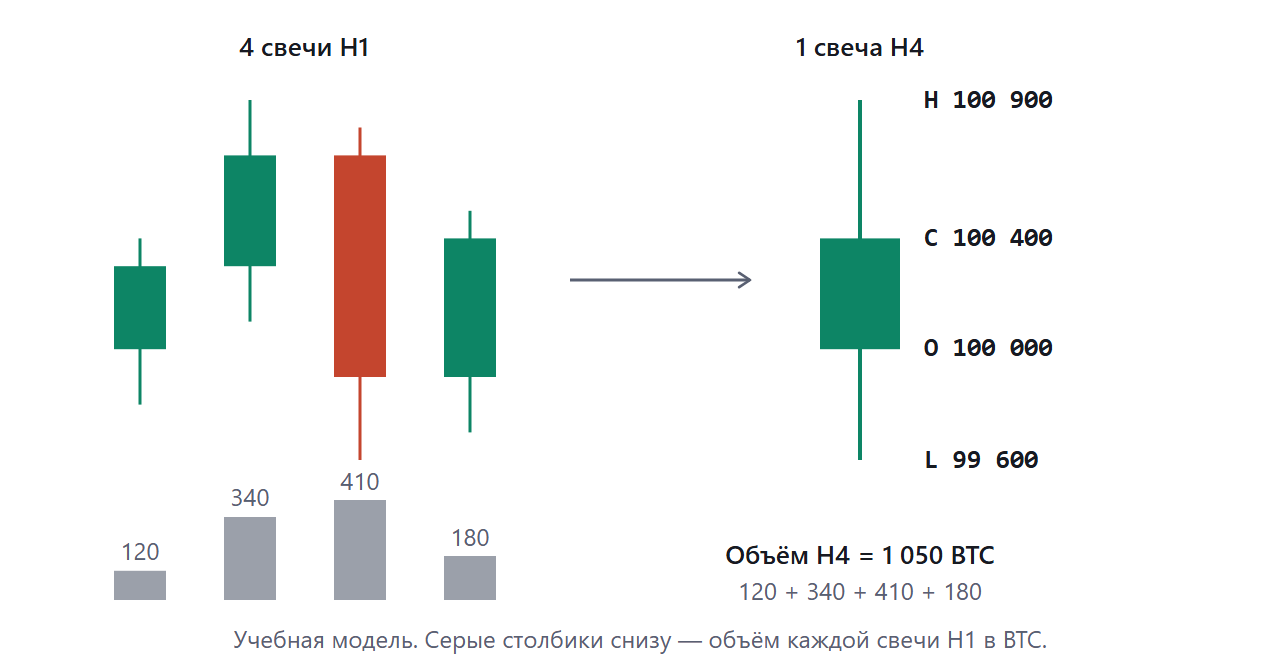 4 свечи H1
1 свеча H4
H 100 900
C 100 400
O 100 000
L 99 600
120
340
410
180
Объём H4 = 1 050 BTC
120 + 340 + 410 + 180
Учебная модель. Серые столбики снизу — объём каждой свечи H1 в BTC.